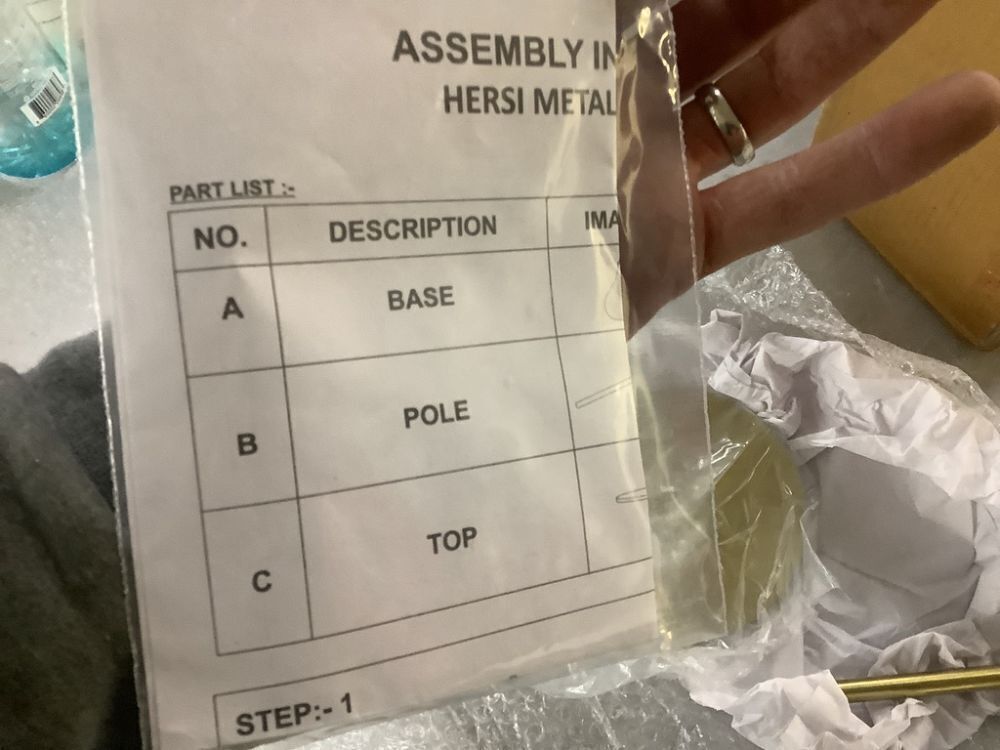 ASSEMBLY IN
HERSI METAL
PART LIST :-
NO. DESCRIPTION IMA
A BASE
B POLE
C TOP
STEP:- 1